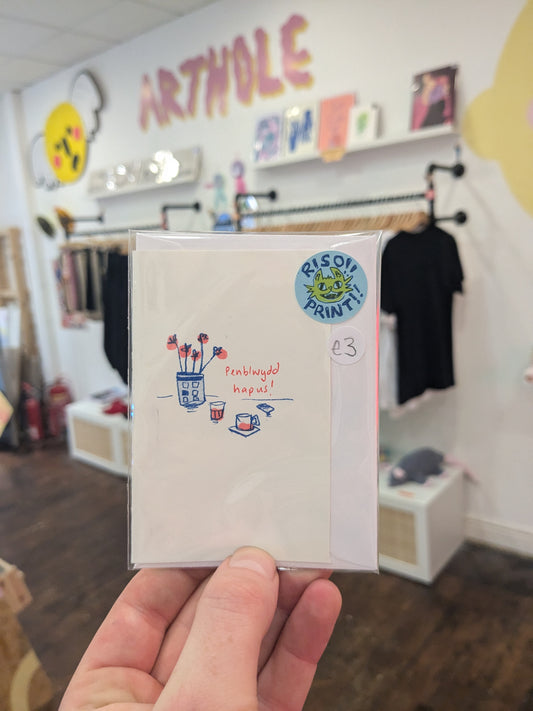 ARTHOLE
RISO!!
PRINT!!
£3
Penblwydd
hapus!